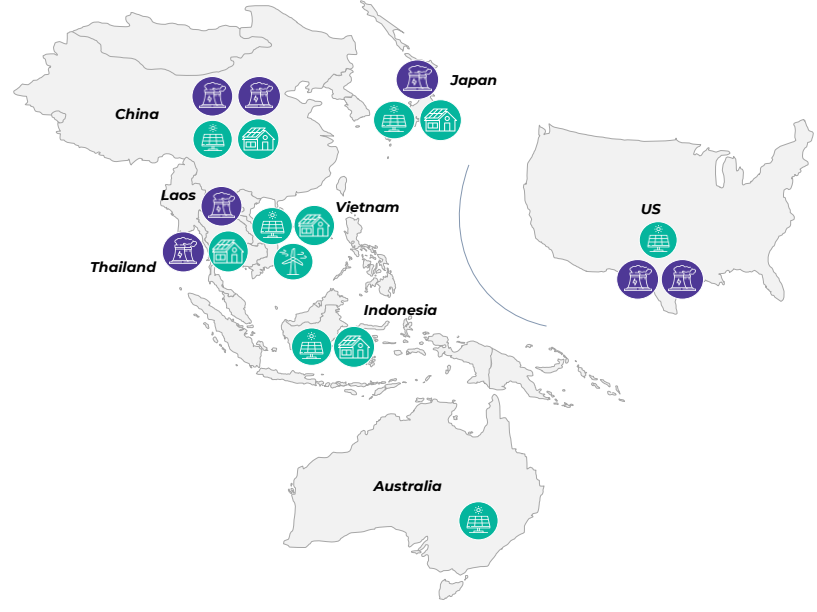 Japan
China
Laos
Vietnam
US
Thailand
Indonesia
Australia